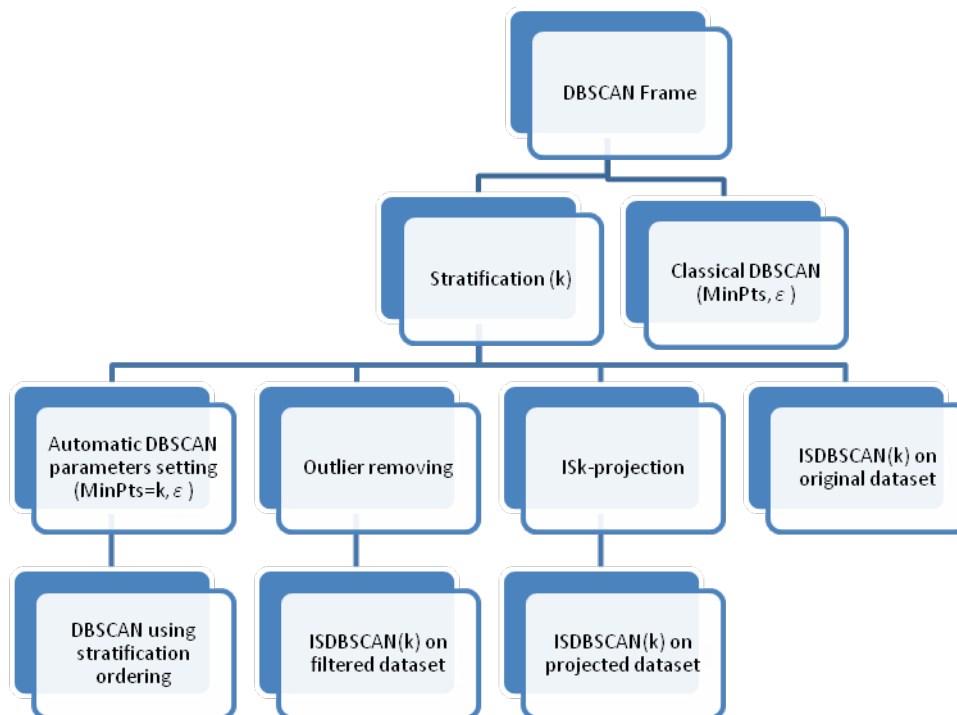 DBSCAN Frame
Stratification (k)
Classical DBSCAN
(MinPts, ε )
Automatic DBSCAN
parameters setting
(MinPts=k, ε )
Outlier removing
ISk-projection
ISDBSCAN(k) on
original dataset
DBSCAN using
stratification
ordering
ISDBSCAN(k) on
filtered dataset
ISDBSCAN(k) on
projected dataset